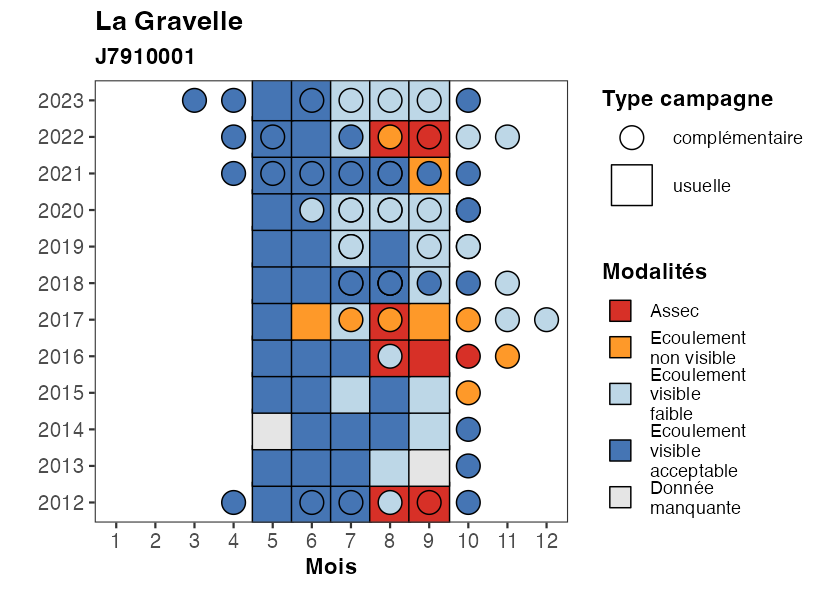 La Gravelle
J7910001
2023
2022
2021
2020
2019
2018
2017
2016
2015
2014
2013
2012
1 2 3 4 5 6 7 8 9 10 11 12
Mois
Type campagne
complémentaire
usuelle
Modalités
Assec
Ecoulement
non visible
Ecoulement
visible
faible
Ecoulement
visible
acceptable
Donnée
manquante